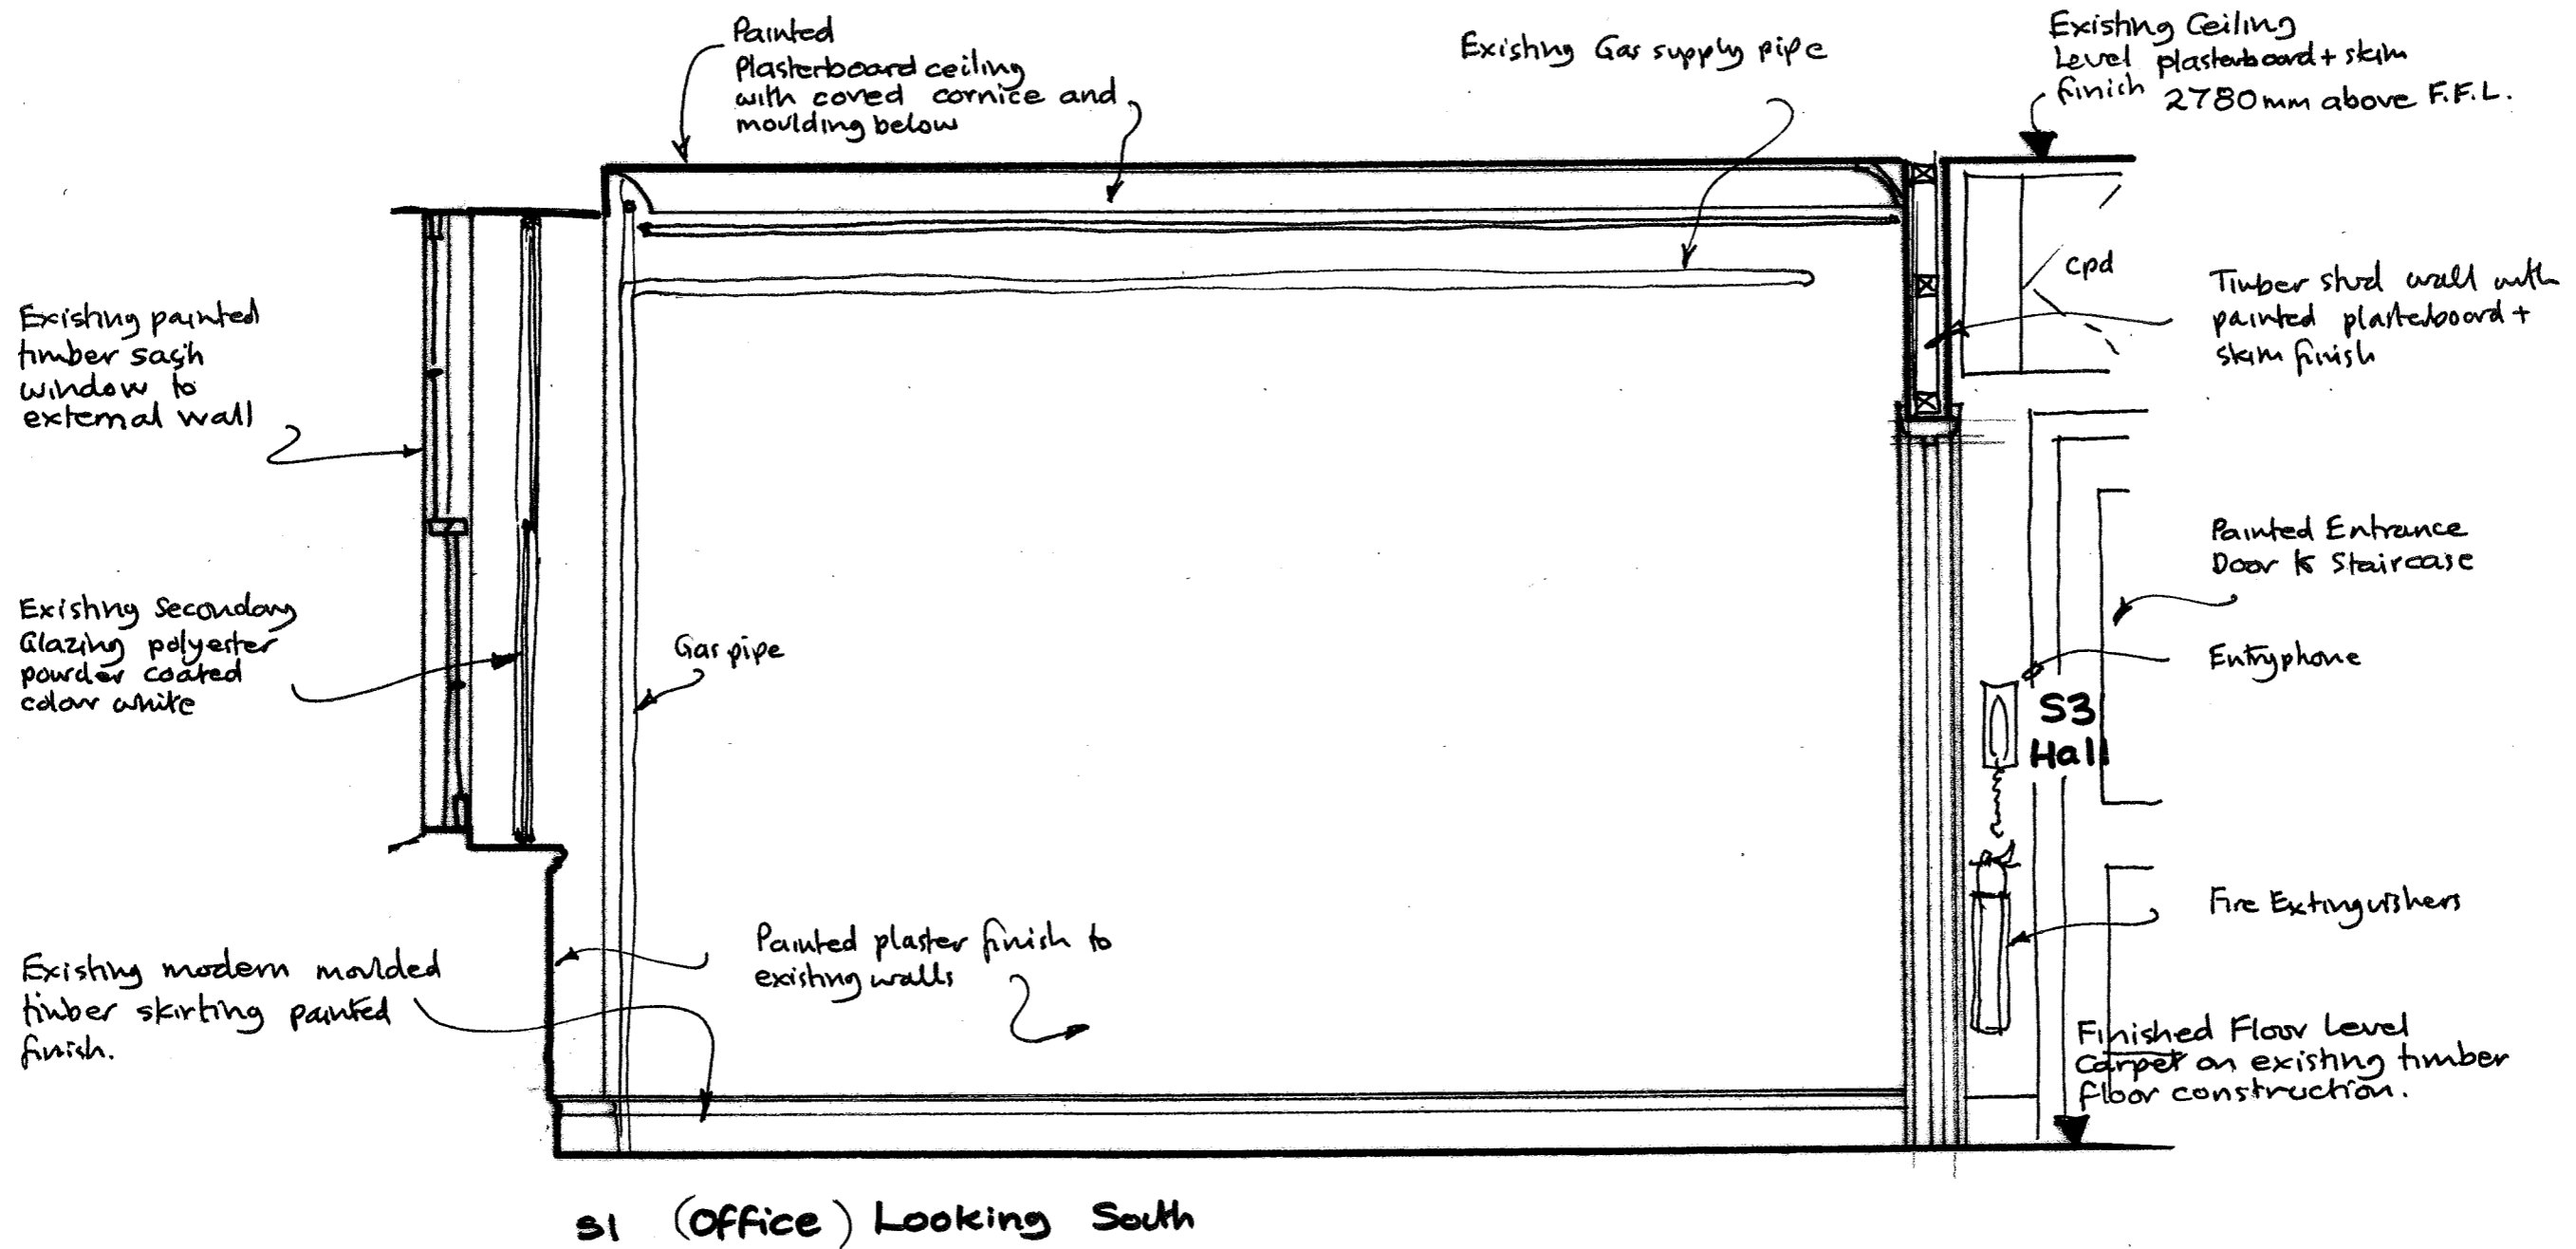 Painted
Plasterboard ceiling
with coved cornice and
moulding below
Existing Gas supply pipe
Existing Ceiling
Level plasterboard + skim
finish 2780mm above F.F.L.
cpd
Timber stud wall with
painted plasterboard +
skim finish
Existing painted
timber sash
window to
external wall
Painted Entrance
Door to Staircase
Existing Secondary
Glazing polyester
powder coated
colour white
Gas pipe
Entryphone
S3
Hall
Fire Extinguishers
Painted plaster finish to
existing walls
Existing modern moulded
timber skirting painted
finish.
Finished Floor Level
Carpet on existing timber
floor construction.
S1 (Office) Looking South